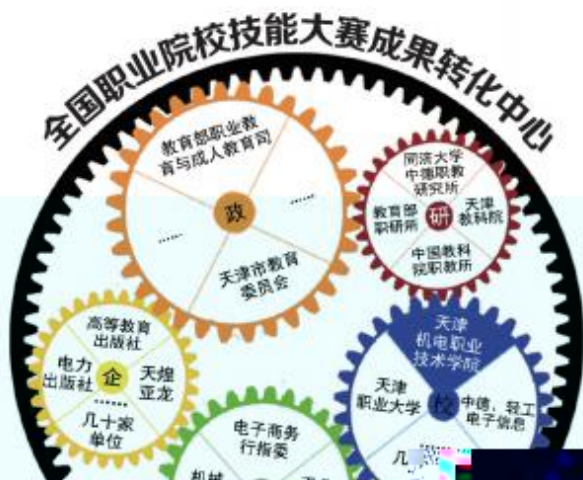 全国职业院校技能大赛成果转化中心
教育部职业教
育与成人教育司
政
……
……
天津市教育
委员会
同济大学
中德职教
研究所
教育部
职研所
研
天津
教科院
中国教科
院职教所
高等教育
出版社
电力
出版社
企
天煌
亚龙
……
几十家
单位
天津
机电职业
技术学院
天津
职业大学
校
中德、轻工
电子信息
电子商务
行指委
机械